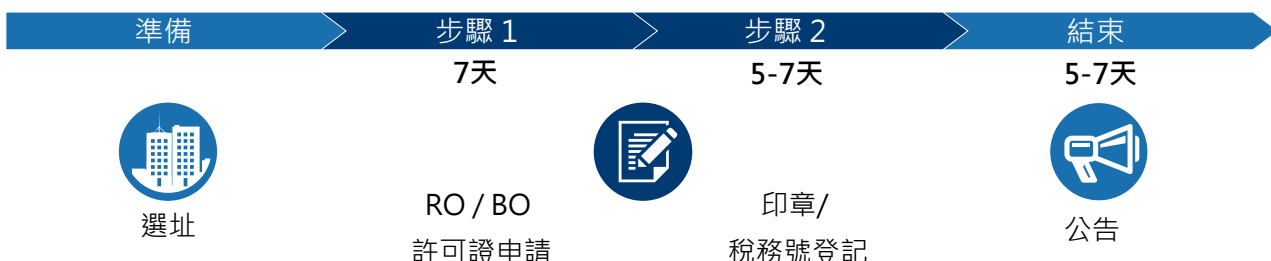 準備
步驟 1
步驟 2
結束
7天
5-7天
5-7天
選址
RO / BO
許可證申請
印章/
稅務號登記
公告